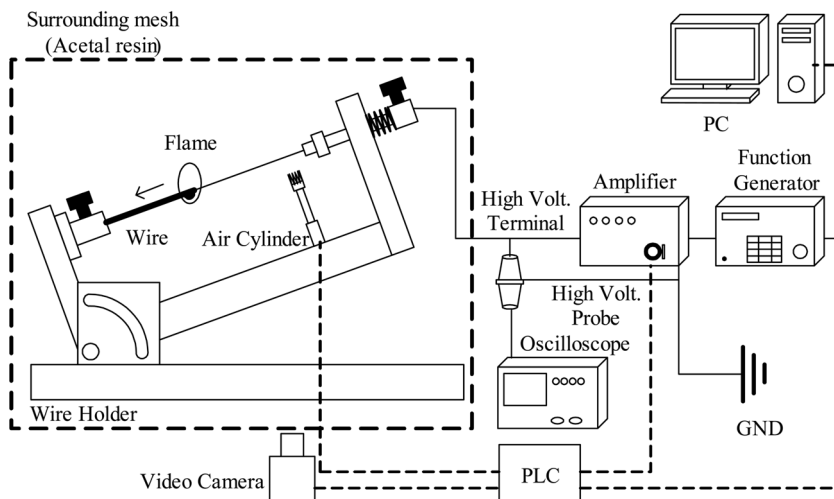 Surrounding mesh
(Acetal resin)
Flame
Wire
Air Cylinder
Wire Holder
Video Camera
PLC
High Volt.
Terminal
Amplifier
Function
Generator
PC
High Volt.
Probe
Oscilloscope
GND